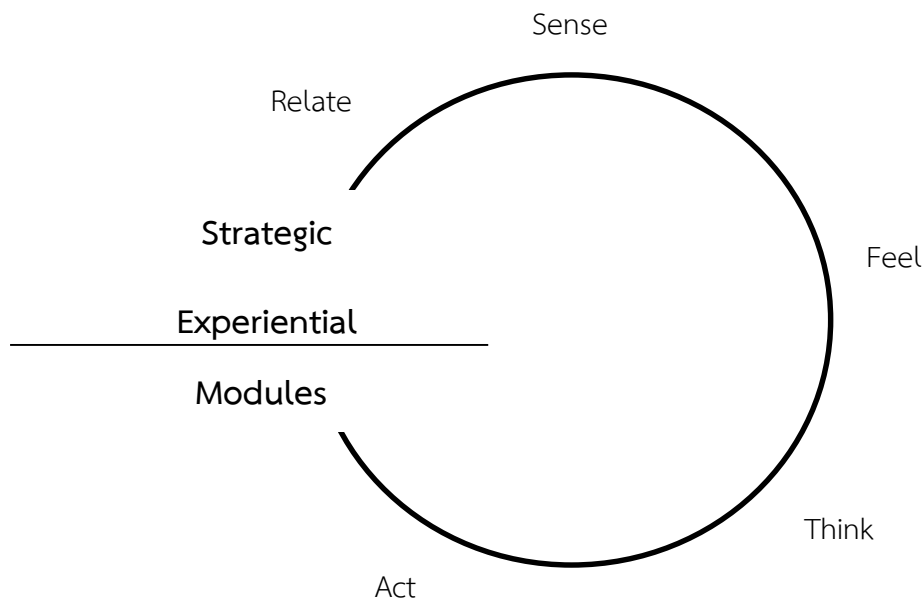 Sense
Relate
Strategic
Feel
Experiential
Modules
Think
Act